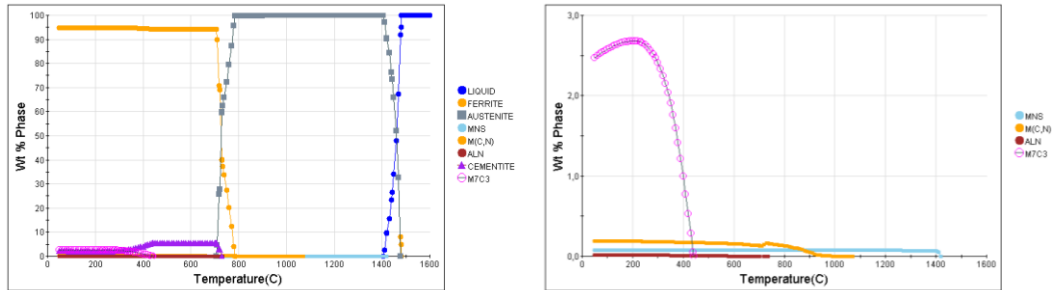 Wt % Phase
100
90
80
70
60
50
40
30
20
10
0
0 200 400 600 800 1000 1200 1400 1600
Temperature(C)
LIQUID
FERRITE
AUSTENITE
MNS
M(C,N)
ALN
CEMENTITE
M7C3
Wt % Phase
3,0
2,0
1,0
0,0
0 200 400 600 800 1000 1200 1400 1600
Temperature(C)
MNS
M(C,N)
ALN
M7C3